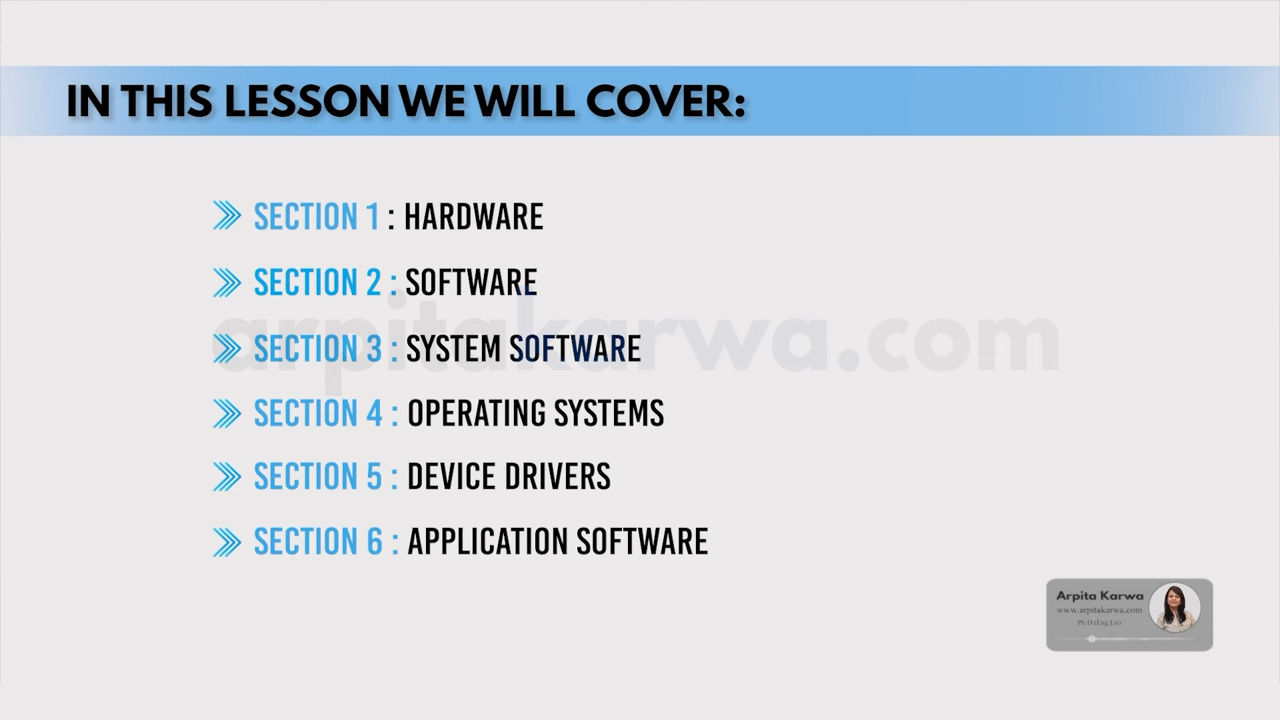 IN THIS LESSON WE WILL COVER:
SECTION 1 : HARDWARE
SECTION 2 : SOFTWARE
SECTION 3 : SYSTEM SOFTWARE
SECTION 4 : OPERATING SYSTEMS
SECTION 5 : DEVICE DRIVERS
SECTION 6 : APPLICATION SOFTWARE
arpitakarwa.com
Arpita Karwa
www.arpitakarwa.com